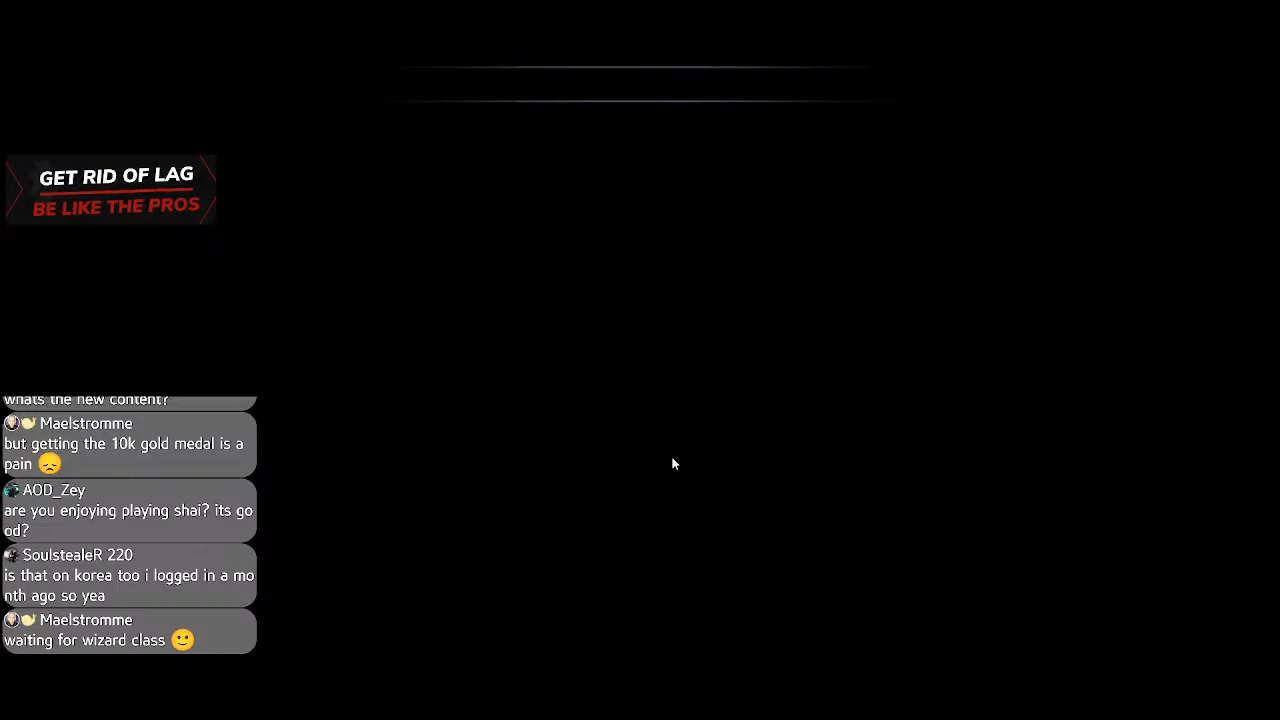 GET RID OF LAG
BE LIKE THE PROS
whats the new content?
Maelstromme
but getting the 10k gold medal is a
pain 😞
AOD_Zey
are you enjoying playing shai? its go
od?
SoulstealeR 220
is that on korea too i logged in a mo
nth ago so yea
Maelstromme
waiting for wizard class 🙂